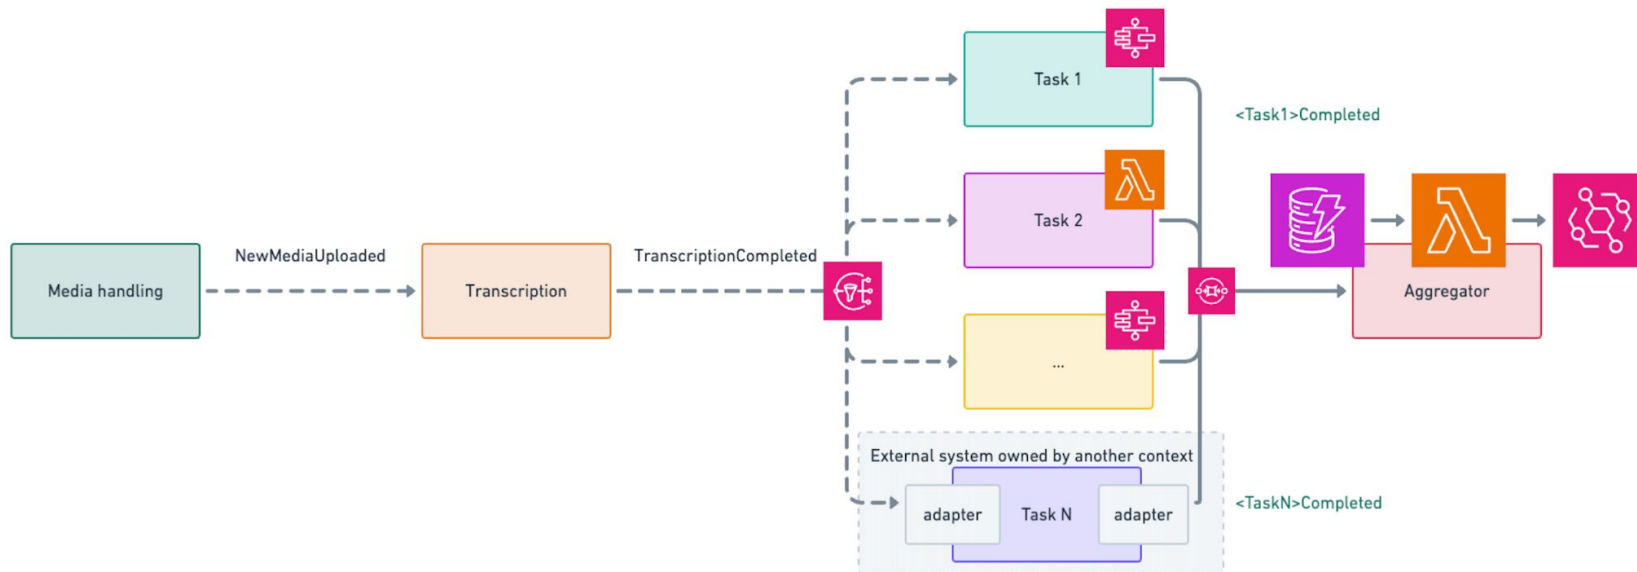 Media handling
NewMediaUploaded
Transcription
TranscriptionCompleted
Task 1
Task 2
...
External system owned by another context
adapter
Task N
adapter
<Task1>Completed
<TaskN>Completed
Aggregator